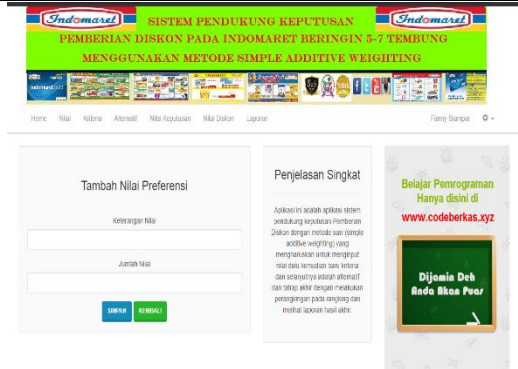 Indomaret
SISTEM PENDUKUNG KEPUTUSAN
Indomaret
PEMBERIAN DISKON PADA INDOMARET BERINGIN 5-7 TEMBUNG
MENGGUNAKAN METODE SIMPLE ADDITIVE WEIGHTING
Home Nilai Kriteria Alternatif Nilai Keputusan Nilai Diskon Laporan
Fanny Sianipar
Tambah Nilai Preferensi
Keterangan Nilai
Jumlah Nilai
SIMPAN KEMBALI
Penjelasan Singkat
Aplikasi ini adalah aplikasi sistem
pendukung keputusan Pemberian
Diskon dengan metode saw (simple
additive weighting) yang
mengharuskan untuk menginput
nilai dulu kemudian baru kriteria
dan selanjutnya adalah alternatif
dan tahap akhir dengan melakukan
perangkingan pada rangking dan
melihat laporan hasil akhir.
Belajar Pemrograman
Hanya disini di
www.codeberkas.xyz
Dijamin Deh
Anda Akan Puas